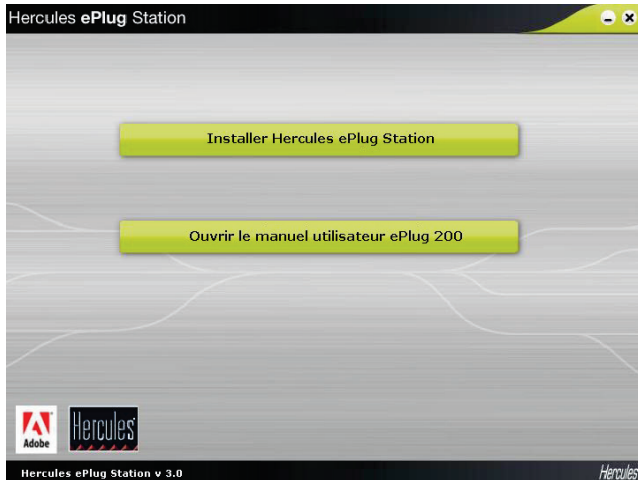 Hercules ePlug Station
Installer Hercules ePlug Station
Ouvrir le manuel utilisateur ePlug 200
Adobe
Hercules
Hercules ePlug Station v 3.0
Hercules